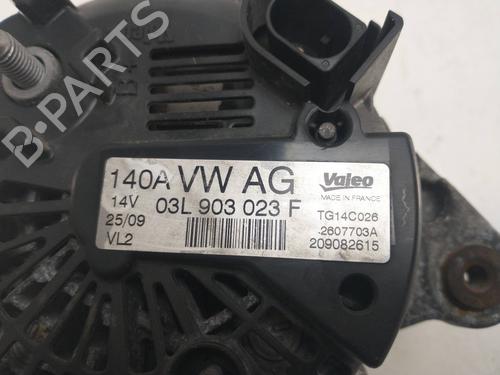 B-PARTS
140A VW AG
14V 03L 903 023 F
25/09
VL2
Valeo
MADE IN FRANCE
TG14C026
2607703A
209082615